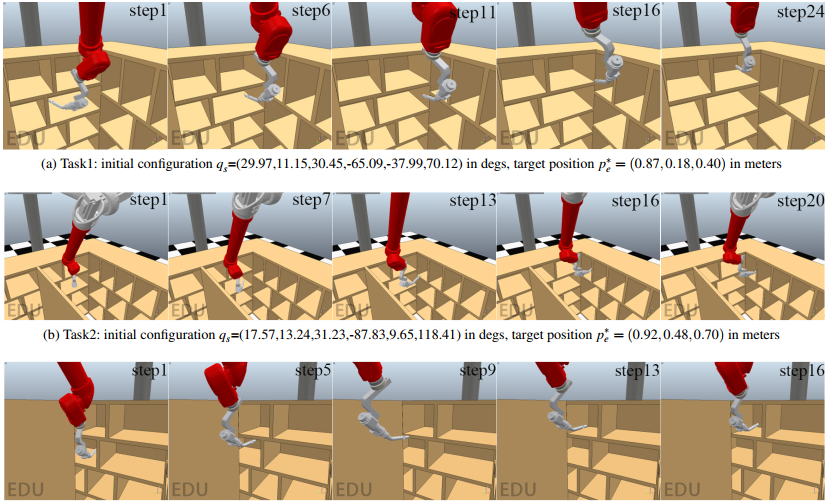 step1 step6 step11 step16 step24
EDU EDU EDU EDU EDU
(a) Task1: initial configuration qₛ=(29.97,11.15,30.45,-65.09,-37.99,70.12) in degs, target position pₑ* = (0.87, 0.18, 0.40) in meters
step1 step7 step13 step16 step20
EDU EDU EDU EDU EDU
(b) Task2: initial configuration qₛ=(17.57,13.24,31.23,-87.83,9.65,118.41) in degs, target position pₑ* = (0.92, 0.48, 0.70) in meters
step1 step5 step9 step13 step16
EDU EDU EDU EDU EDU